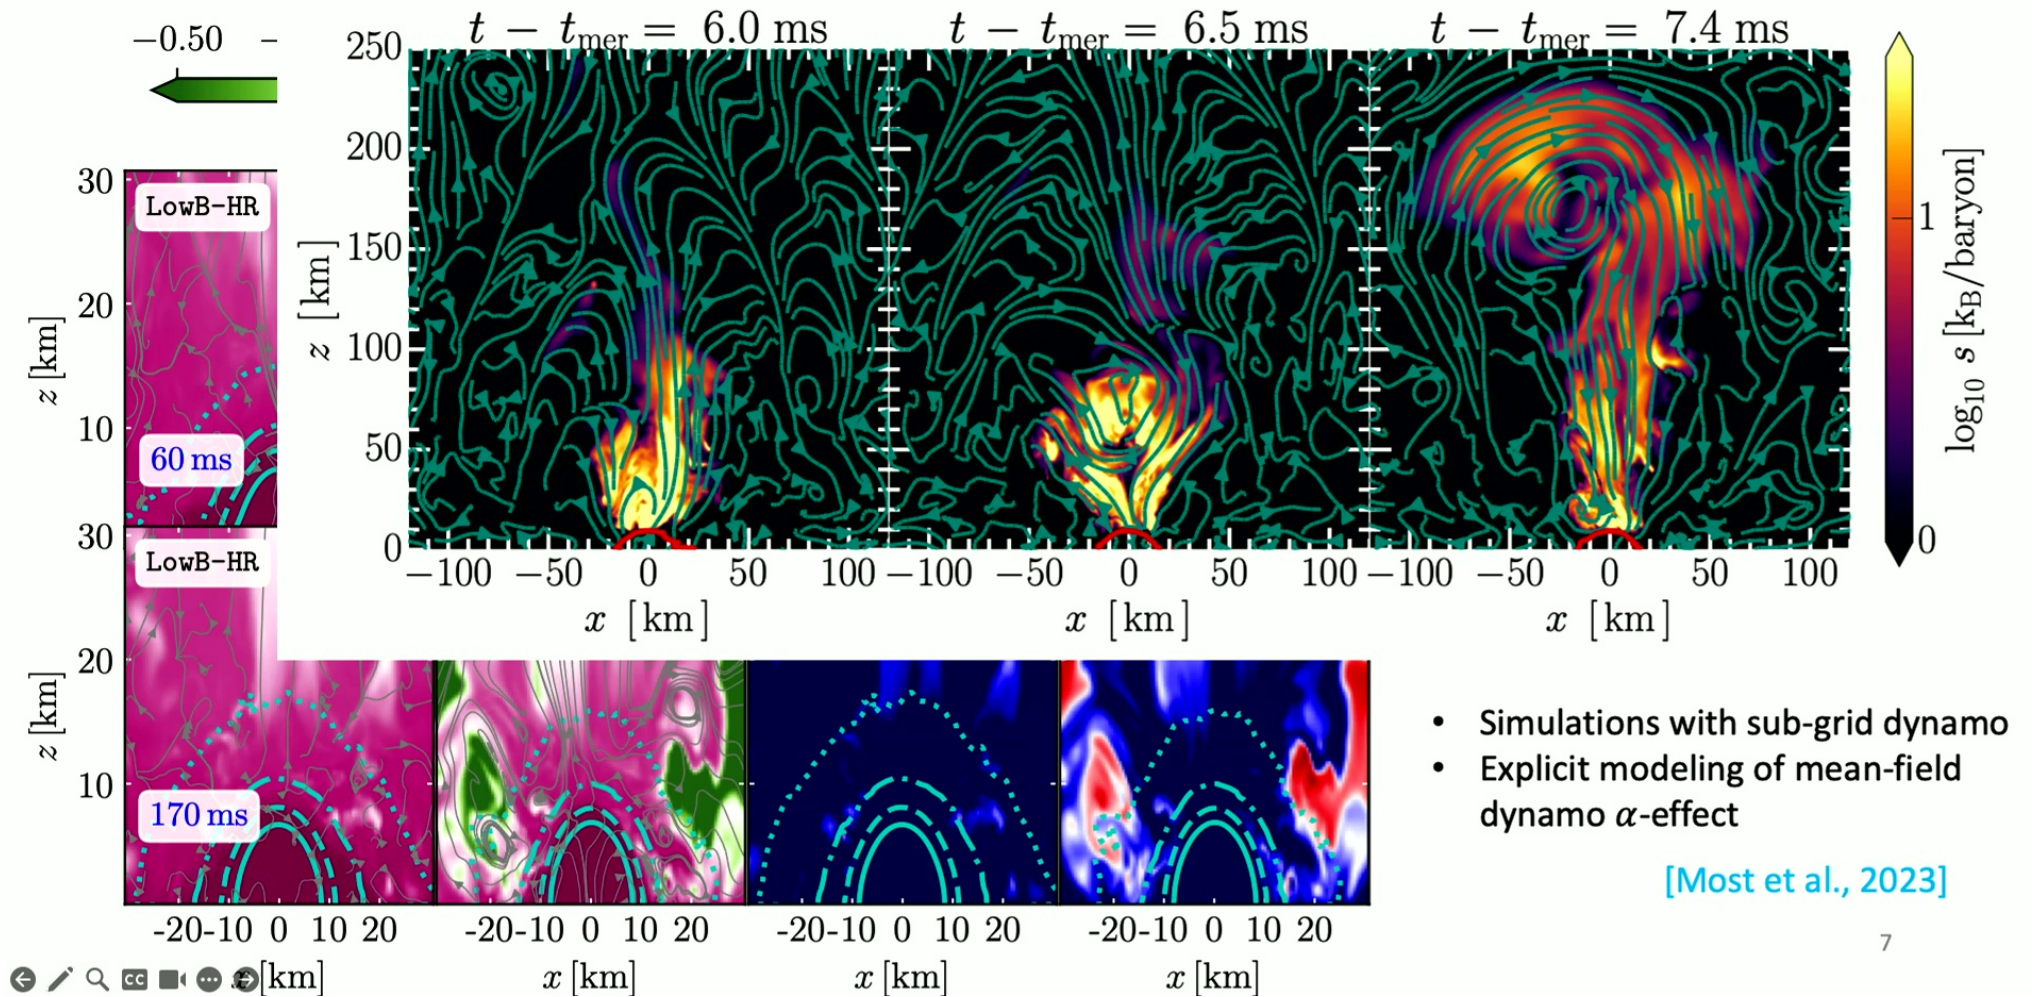 −0.50 −
t − tmer = 6.0 ms
t − tmer = 6.5 ms
t − tmer = 7.4 ms
250
200
150
100
50
0
z [km]
−100 −50 0 50 100
−100 −50 0 50 100
−100 −50 0 50 100
x [km]
x [km]
x [km]
1
0
log10 s [kB/baryon]
30
20
10
z [km]
LowB-HR
60 ms
30
20
10
z [km]
LowB-HR
170 ms
-20 -10 0 10 20
-20 -10 0 10 20
-20 -10 0 10 20
-20 -10 0 10 20
x [km]
x [km]
x [km]
x [km]
• Simulations with sub-grid dynamo
• Explicit modeling of mean-field
dynamo α-effect
[Most et al., 2023]
7
CC